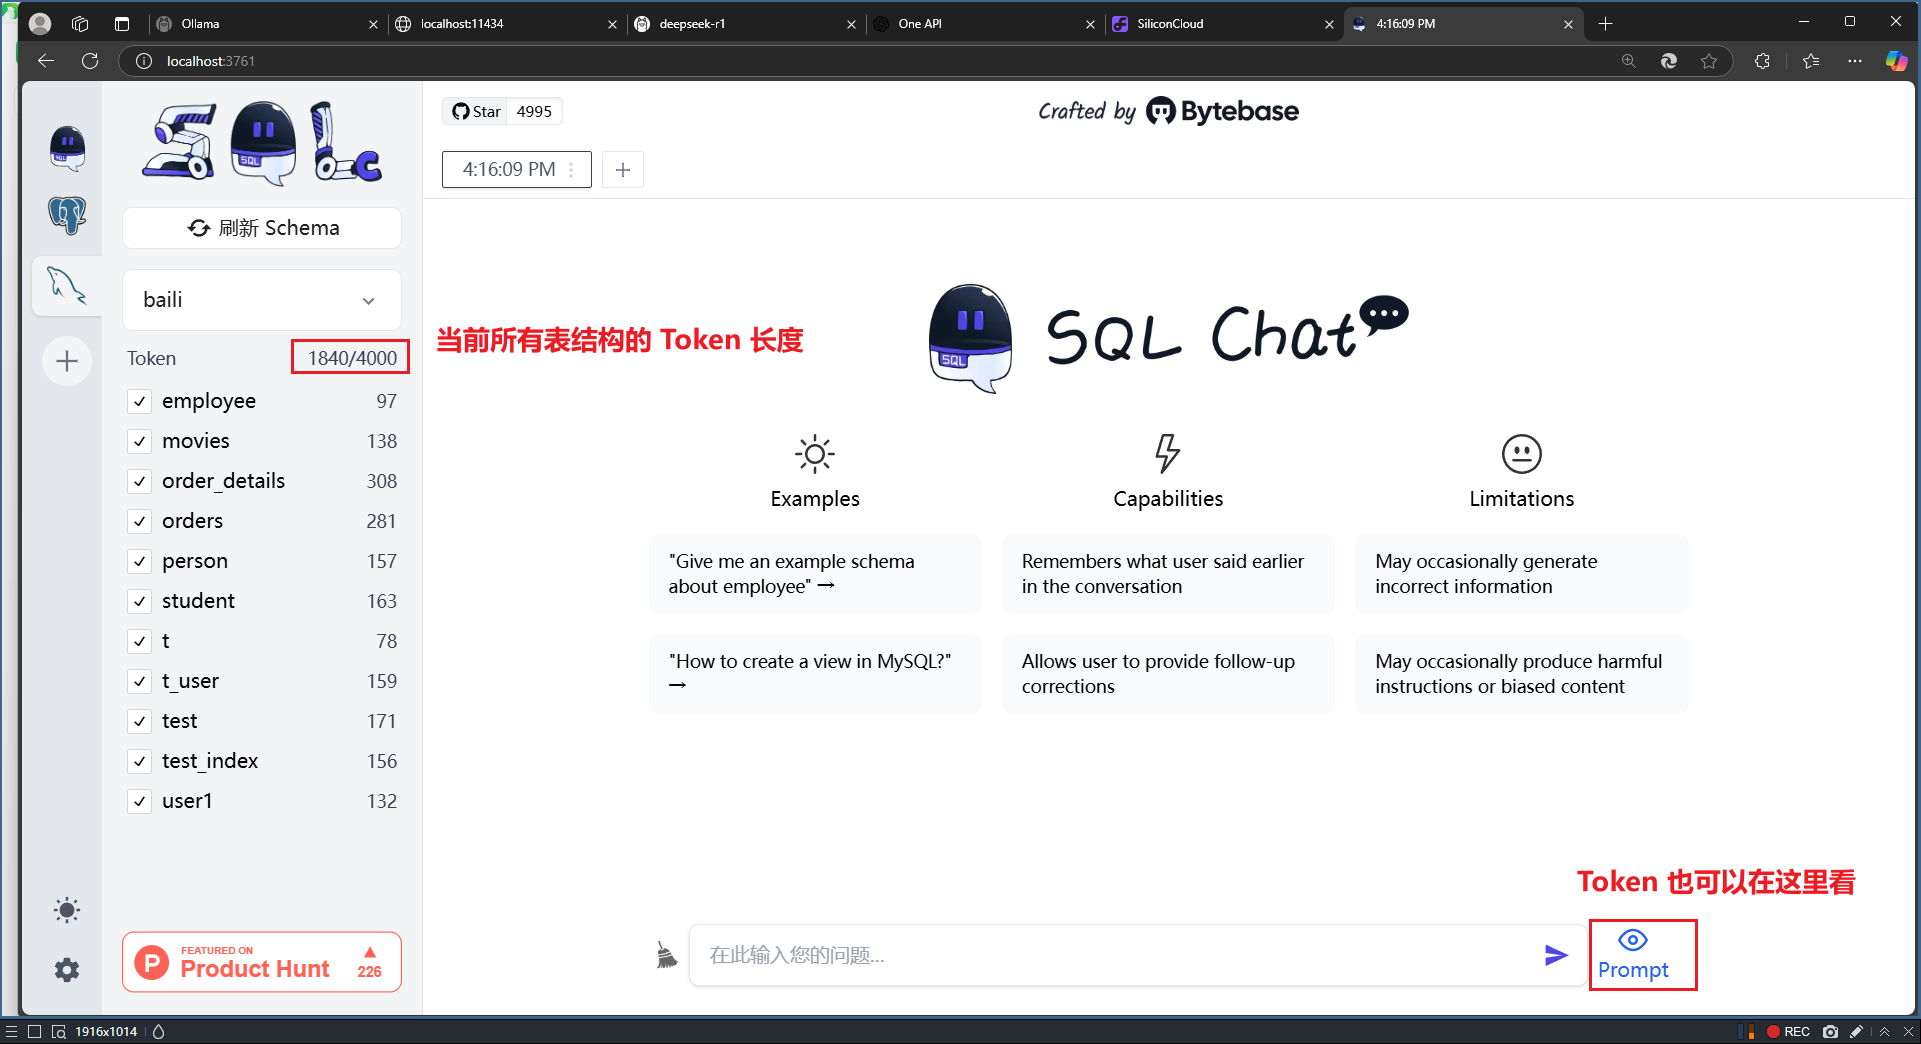 Ollama
localhost:11434
deepseek-r1
One API
SiliconCloud
4:16:09 PM
localhost:3761
SQL
SQL
Star 4995
Crafted by Bytebase
4:16:09 PM
刷新 Schema
baili
Token 1840/4000
当前所有表结构的 Token 长度
employee 97
movies 138
order_details 308
orders 281
person 157
student 163
t 78
t_user 159
test 171
test_index 156
user1 132
SQL
SQL Chat
Examples
Capabilities
Limitations
"Give me an example schema
about employee" →
Remembers what user said earlier
in the conversation
May occasionally generate
incorrect information
"How to create a view in MySQL?"
→
Allows user to provide follow-up
corrections
May occasionally produce harmful
instructions or biased content
Token 也可以在这里看
在此输入您的问题...
Prompt
P
FEATURED ON
Product Hunt
226
1916x1014
REC